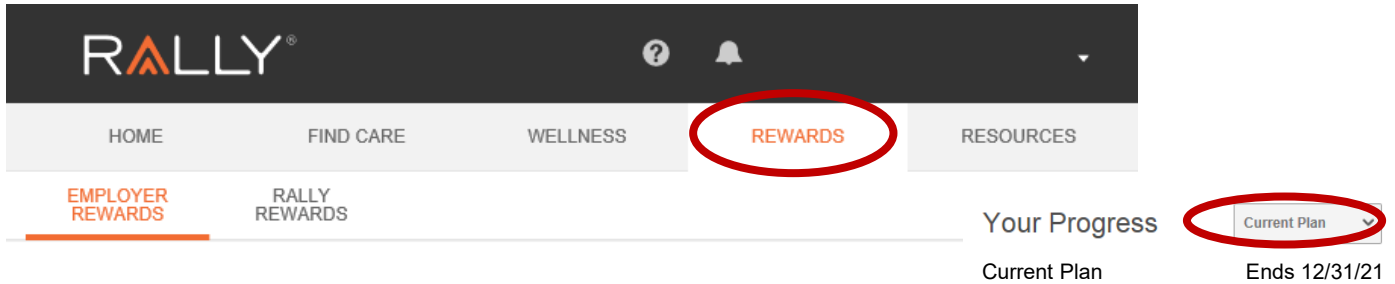 RALLY®
HOME FIND CARE WELLNESS REWARDS RESOURCES
EMPLOYER
REWARDS
RALLY
REWARDS
Your Progress Current Plan
Current Plan Ends 12/31/21